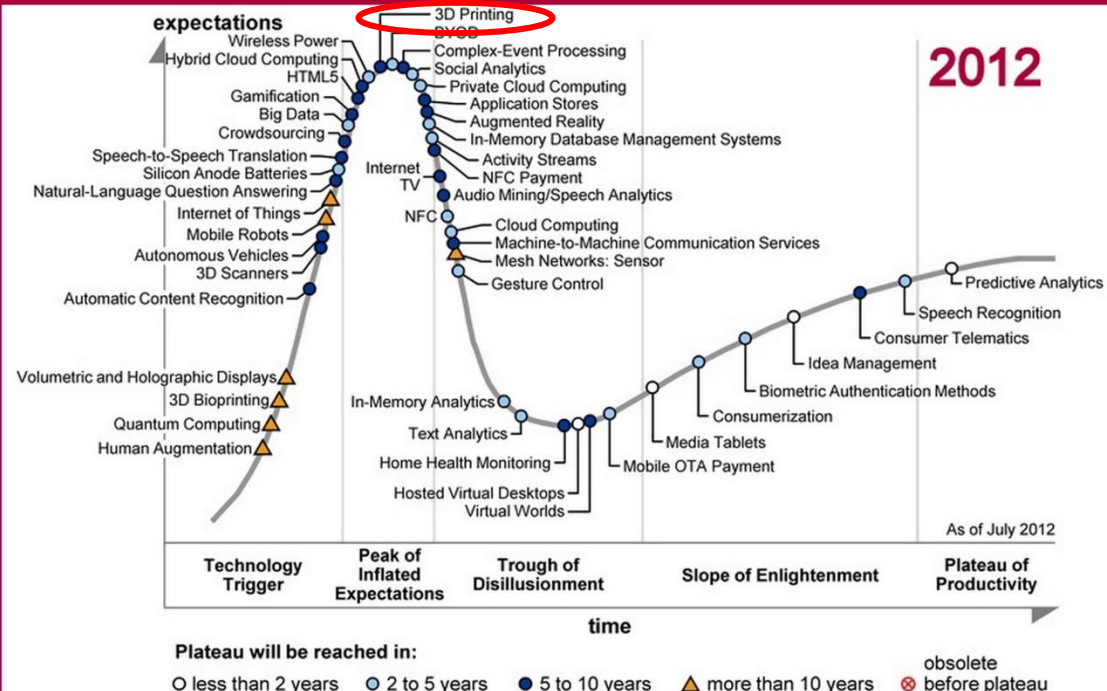 expectations
2012
3D Printing
BYOD
Wireless Power
Complex-Event Processing
Hybrid Cloud Computing
Social Analytics
HTML5
Private Cloud Computing
Gamification
Application Stores
Big Data
Augmented Reality
Crowdsourcing
In-Memory Database Management Systems
Speech-to-Speech Translation
Activity Streams
Silicon Anode Batteries
Internet
TV
NFC Payment
Natural-Language Question Answering
Audio Mining/Speech Analytics
Internet of Things
NFC
Mobile Robots
Cloud Computing
Autonomous Vehicles
Machine-to-Machine Communication Services
3D Scanners
Mesh Networks: Sensor
Automatic Content Recognition
Gesture Control
Predictive Analytics
Speech Recognition
Consumer Telematics
Idea Management
Biometric Authentication Methods
Volumetric and Holographic Displays
3D Bioprinting
Quantum Computing
Human Augmentation
In-Memory Analytics
Text Analytics
Home Health Monitoring
Hosted Virtual Desktops
Virtual Worlds
Consumerization
Media Tablets
Mobile OTA Payment
As of July 2012
Technology
Trigger
Peak of
Inflated
Expectations
Trough of
Disillusionment
Slope of Enlightenment
Plateau of
Productivity
time
Plateau will be reached in:
less than 2 years
2 to 5 years
5 to 10 years
more than 10 years
obsolete
before plateau